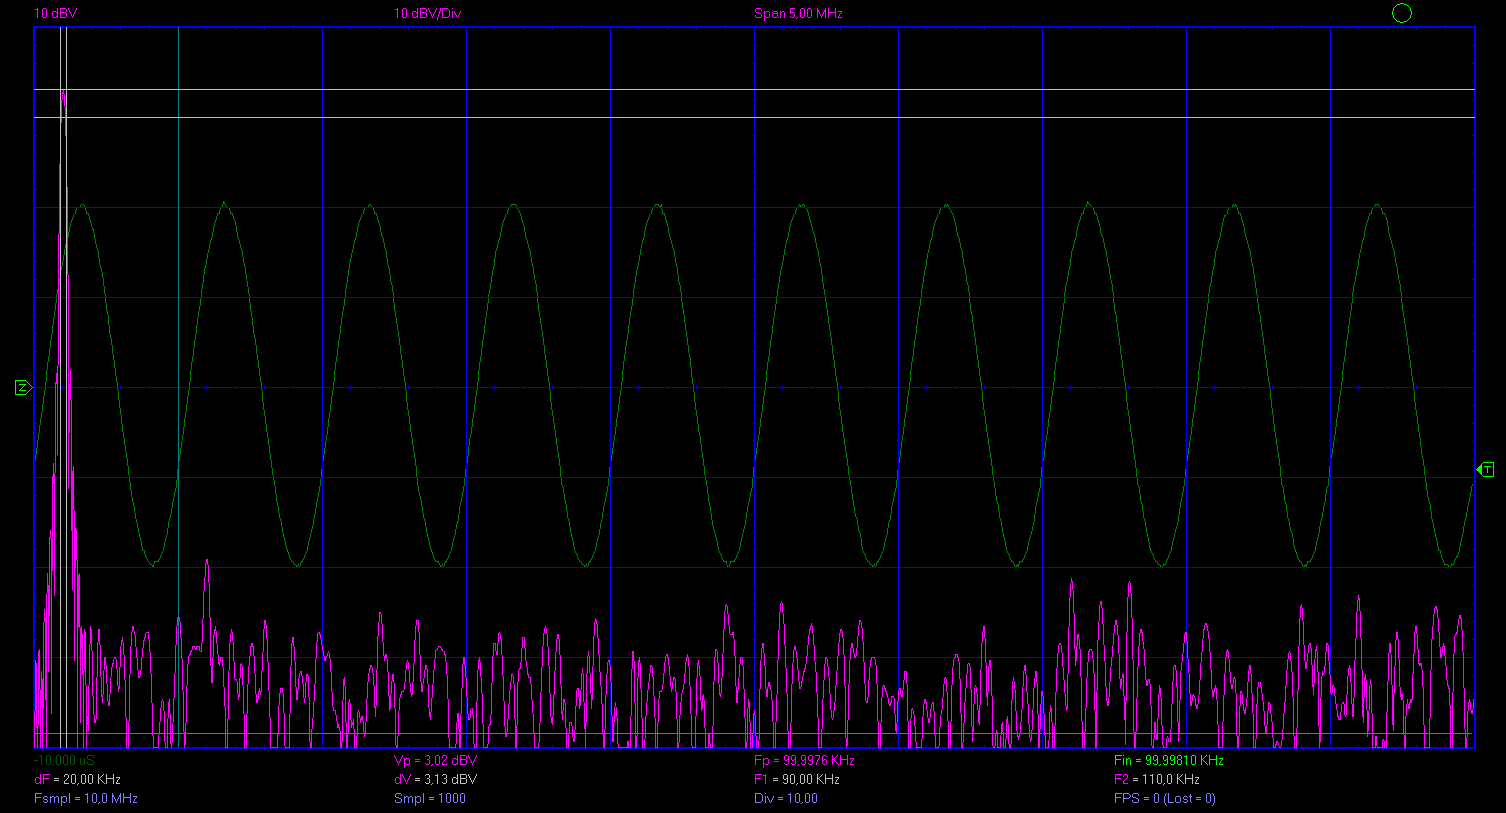 10 dBV 10 dBV/Div Span 5,00 MHz
Z
T
-10,000 uS Vp = 3,02 dBV Fp = 99,9976 KHz Fin = 99,99810 KHz
dF = 20,00 KHz dV = 3,13 dBV F1 = 90,00 KHz F2 = 110,0 KHz
Fsmpl = 10,0 MHz Smpl = 1000 Div = 10,00 FPS = 0 (Lost = 0)